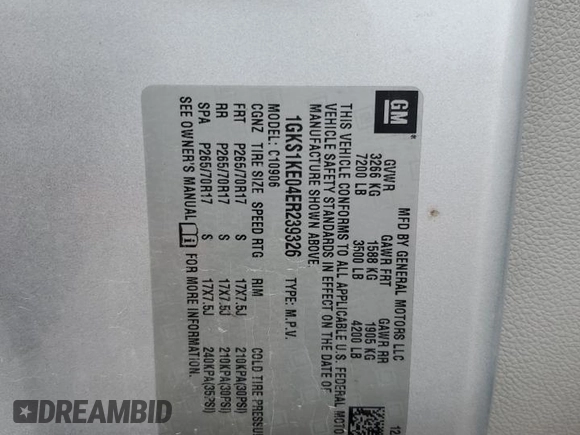 GM
MFD BY GENERAL MOTORS LLC
GVWR GAWR FRT GAWR RR
3266 KG 1588 KG 1905 KG
7200 LB 3500 LB 4200 LB
THIS VEHICLE CONFORMS TO ALL APPLICABLE U.S. FEDERAL
VEHICLE SAFETY STANDARDS IN EFFECT ON THE DATE OF
MANUFACTURE SHOWN ABOVE.
1GKS1KE04ER239326 TYPE: M.P.V.
MODEL: C10906
CGNZ TIRE SIZE SPEED RTG RIM COLD TIRE
FRT P265/70R17 S 17X7.5J 210KPA(30PSI)
RR P265/70R17 S 17X7.5J 210KPA(30PSI)
SPA P265/70R17 S 17X7.5J 240KPA(35PSI)
SEE OWNER'S MANUAL FOR MORE INFORMATION.
DREAMBID